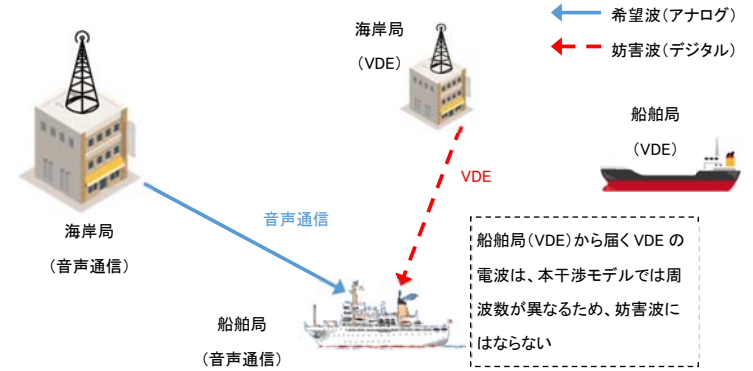 希望波（アナログ）
妨害波（デジタル）
海岸局
（VDE）
船舶局
（VDE）
VDE
音声通信
海岸局
（音声通信）
船舶局
（音声通信）
船舶局（VDE）から届く VDE の
電波は、本干渉モデルでは周
波数が異なるため、妨害波に
はならない